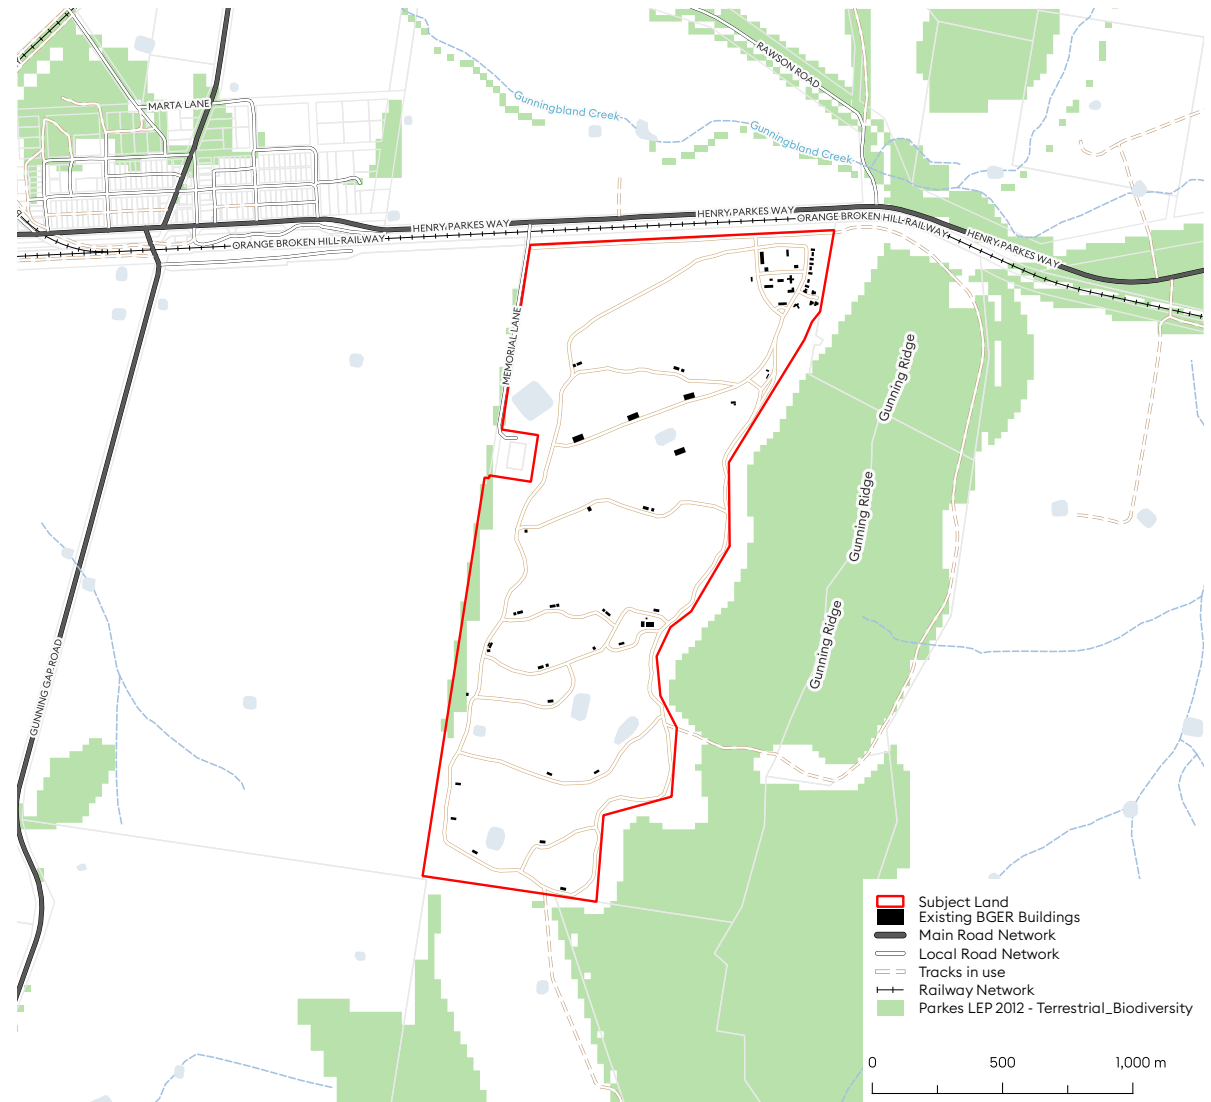 RAWSON ROAD
MARTA LANE
Gunningbland Creek
Gunningbland Creek
HENRY PARKES WAY
HENRY PARKES WAY
ORANGE BROKEN HILL-RAILWAY
ORANGE BROKEN HILL-RAILWAY
HENRY PARKES WAY
MEMORIAL LANE
Gunning Ridge
Gunning Ridge
Gunning Ridge
GUNNING GAP ROAD
Subject Land
Existing BGER Buildings
Main Road Network
Local Road Network
Tracks in use
Railway Network
Parkes LEP 2012 - Terrestrial_Biodiversity
0 500 1,000 m